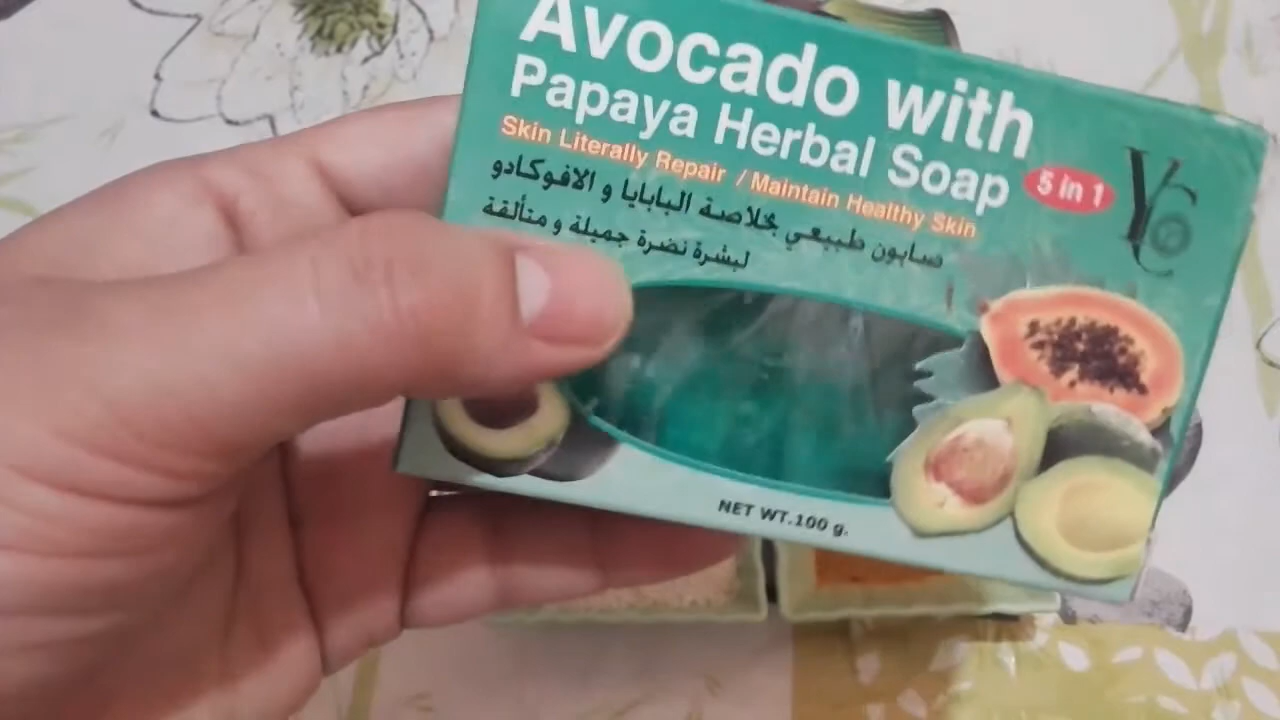 Avocado with
Papaya Herbal Soap
5 in 1
YC
Skin Literally Repair / Maintain Healthy Skin
صابون طبيعي بخلاصة البابايا و الافوكادو
لبشرة نضرة جميلة و متألقة
NET WT.100 g.